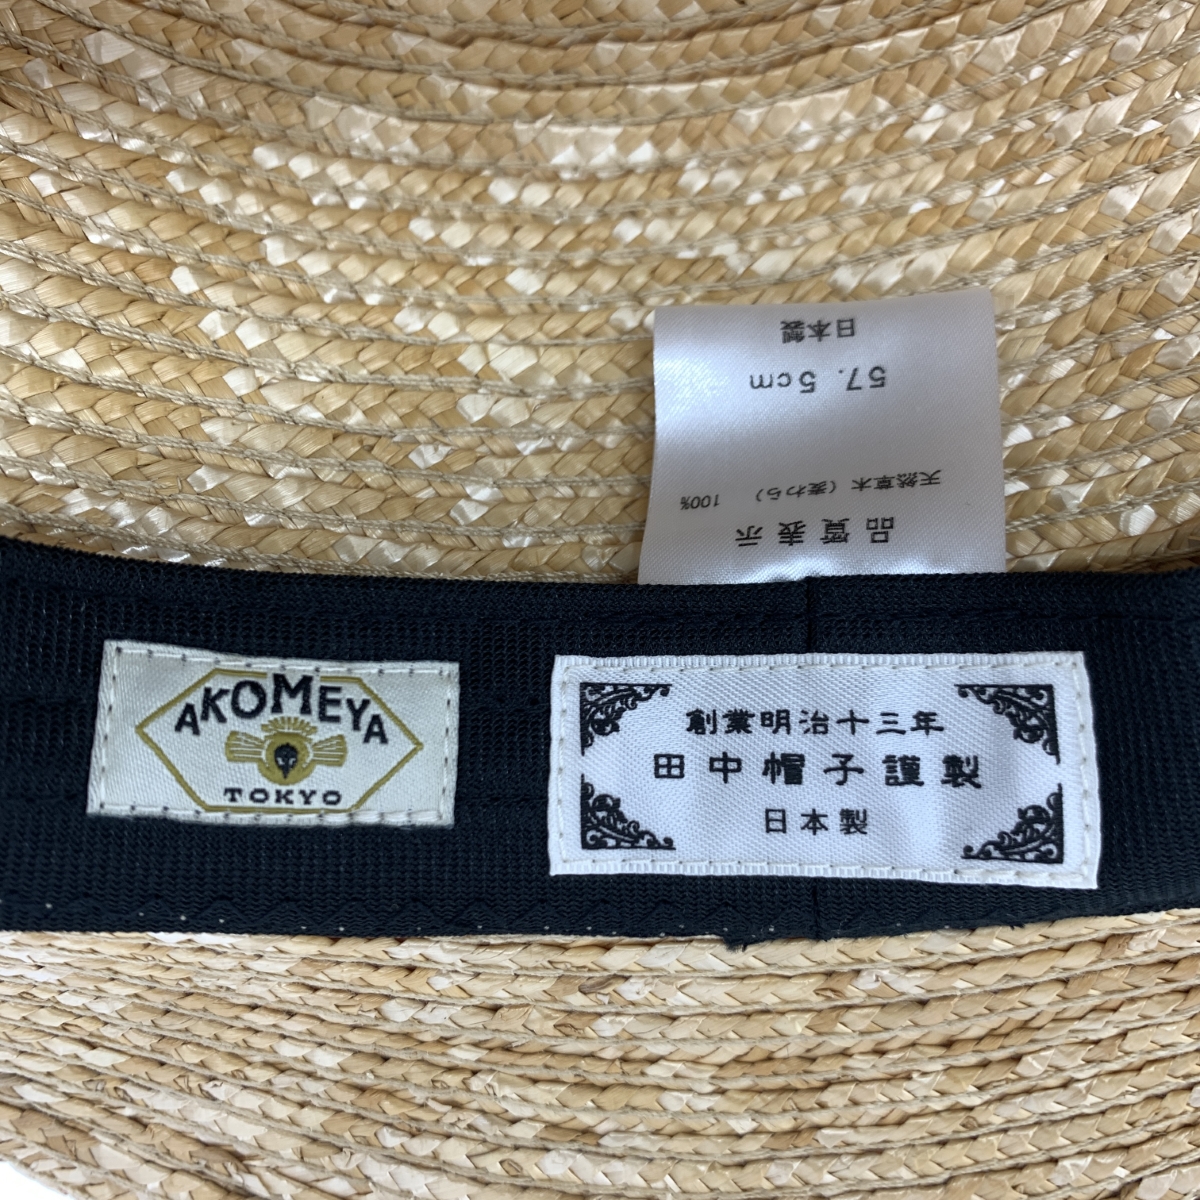 品質表示
天然草木（麦わら） 100%
57.5cm
日本製
AKOMEYA
TOKYO
創業明治十三年
田中帽子謹製
日本製